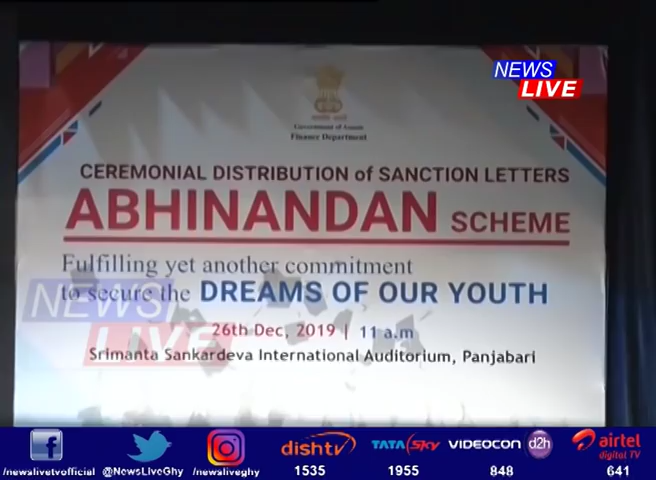 NEWS
LIVE
Government of Assam
Finance Department
CEREMONIAL DISTRIBUTION of SANCTION LETTERS
ABHINANDAN SCHEME
Fulfilling yet another commitment
to secure the DREAMS OF OUR YOUTH
NEWS
LIVE
26th Dec, 2019 | 11 a.m
Srimanta Sankardeva International Auditorium, Panjabari
dishtv TATA Sky VIDEOCON d2h airtel
digital TV
/newslivetvofficial @NewsLiveGhy /newsliveghy 1535 1955 848 641